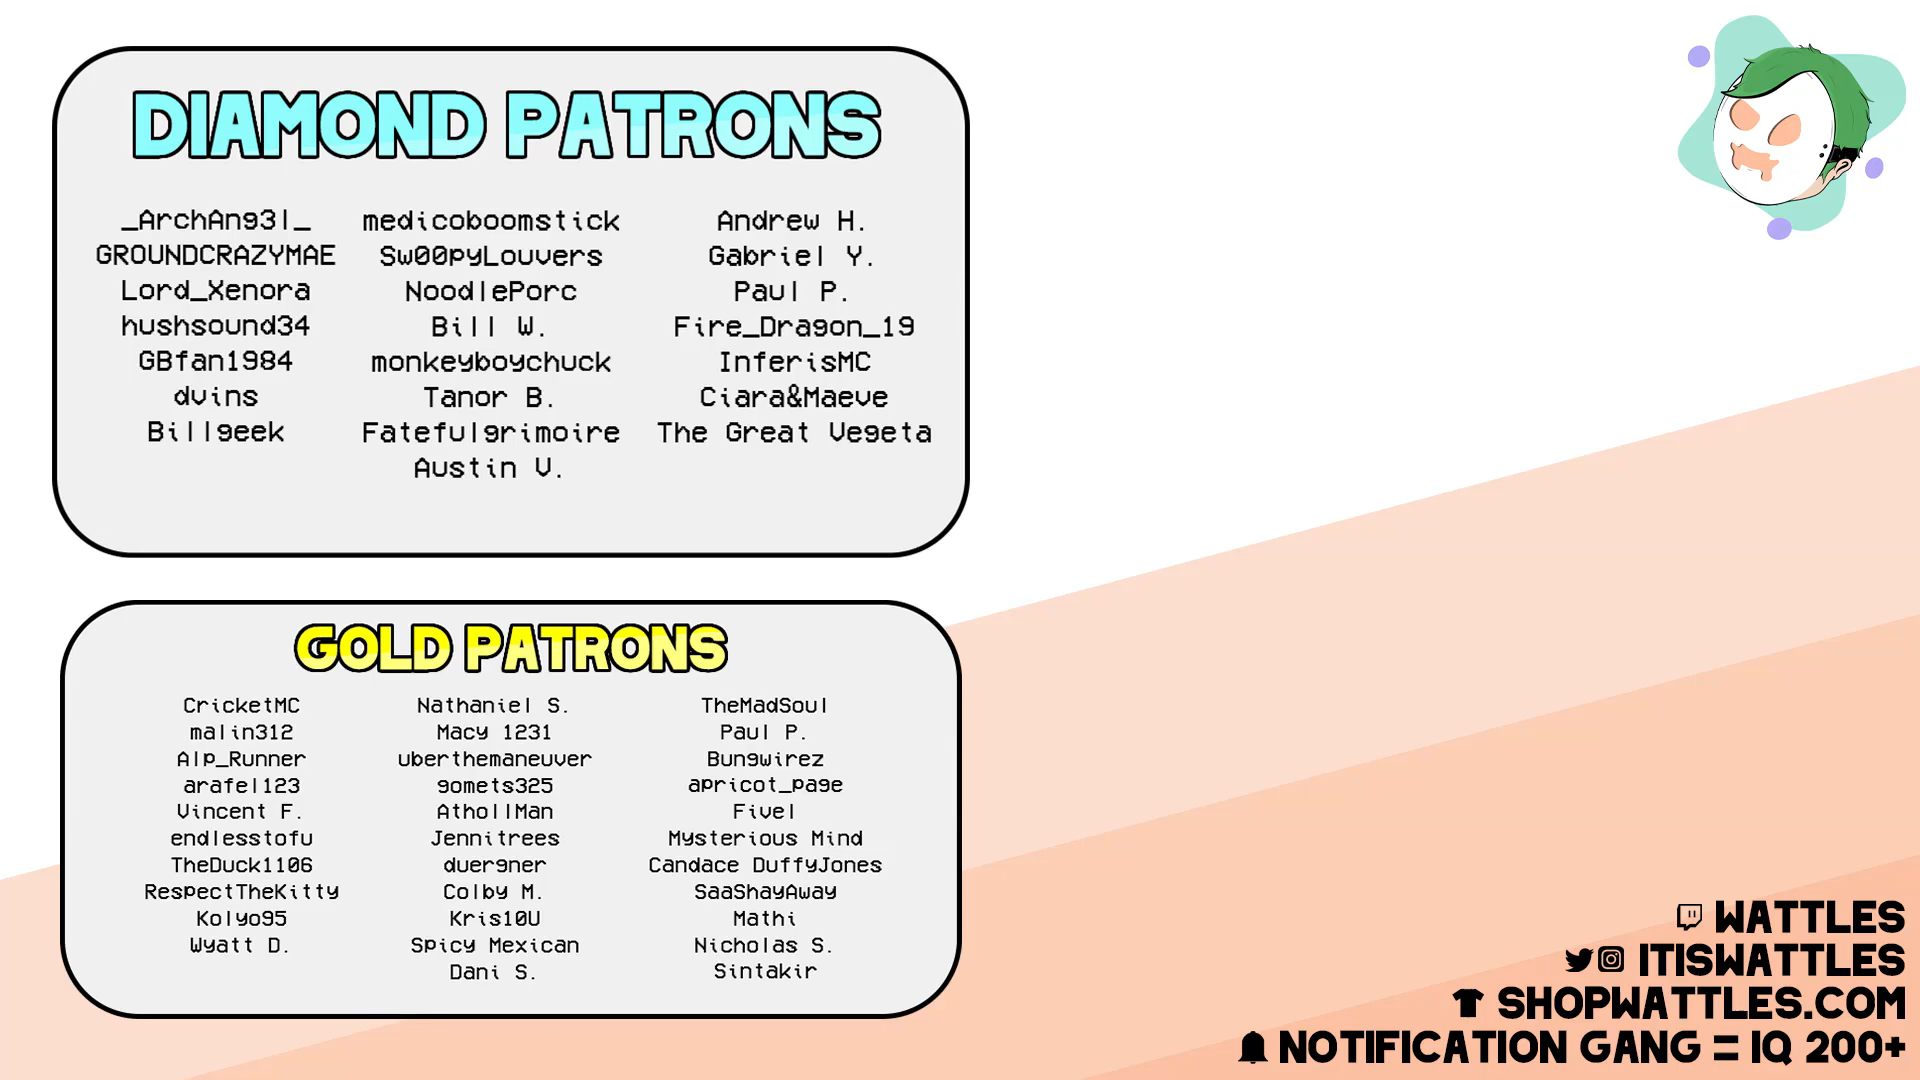 DIAMOND PATRONS
_ArchAng3l_
GROUNDCRAZYMAE
Lord_Xenora
hushsound34
GBfan1984
dvins
Billgeek
medicoboomstick
Sw00pyLouvers
NoodlePorc
Bill W.
monkeyboychuck
Tanor B.
Fatefulgrimoire
Austin V.
Andrew H.
Gabriel Y.
Paul P.
Fire_Dragon_19
InferisMC
Ciara&Maeve
The Great Vegeta
GOLD PATRONS
CricketMC
malin312
Alp_Runner
arafel123
Vincent F.
endlesstofu
TheDuck1106
RespectTheKitty
Kolyo95
Wyatt D.
Nathaniel S.
Macy 1231
uberthemaneuver
gomets325
AthollMan
Jennitrees
duergner
Colby M.
Kris10U
Spicy Mexican
Dani S.
TheMadSoul
Paul P.
Bungwirez
apricot_page
Fivel
Mysterious Mind
Candace DuffyJones
SaaShayAway
Mathi
Nicholas S.
Sintakir
WATTLES
ITISWATTLES
SHOPWATTLES.COM
NOTIFICATION GANG = IQ 200+